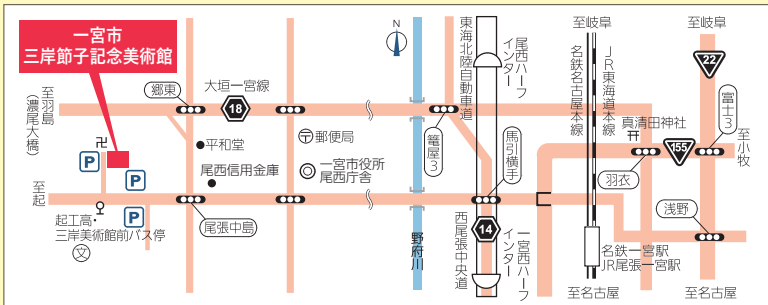 一宮市
三岸節子記念美術館
至羽島
(濃尾大橋)
郷東
大垣一宮線
18
平和堂
尾西信用金庫
郵便局
一宮市役所
尾西庁舎
卍
P
P
P
至起
起工高・
三岸美術館前バス停
文
尾張中島
N
野府川
篭屋3
東海北陸自動車道
尾西ハーフ
インター
馬引横手
14
西尾張中央道
一宮西ハーフ
インター
至岐阜
名鉄名古屋本線
JR東海道本線
真清田神社
羽衣
155
至岐阜
22
富士3
至小牧
浅野
名鉄一宮駅
JR尾張一宮駅
至名古屋
至名古屋